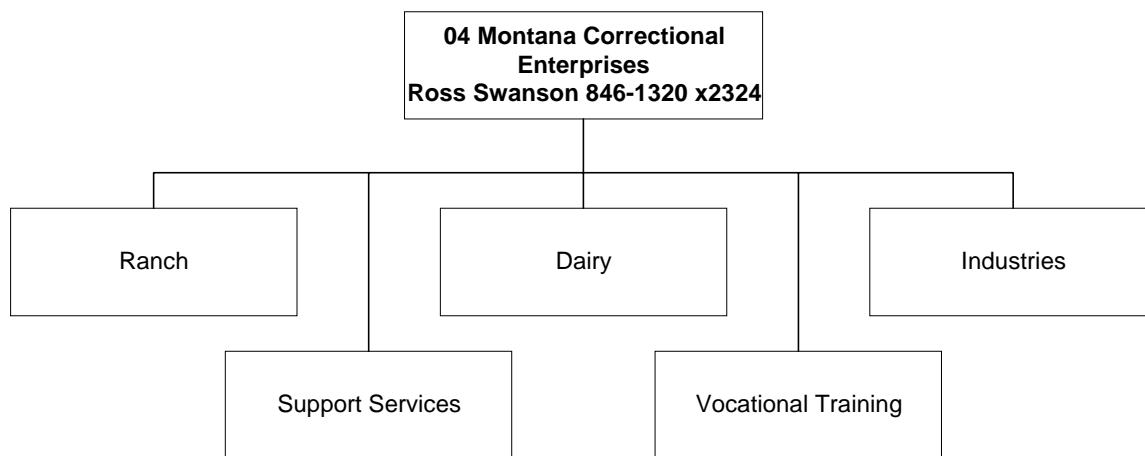 04 Montana Correctional
Enterprises
Ross Swanson 846-1320 x2324
Ranch
Dairy
Industries
Support Services
Vocational Training